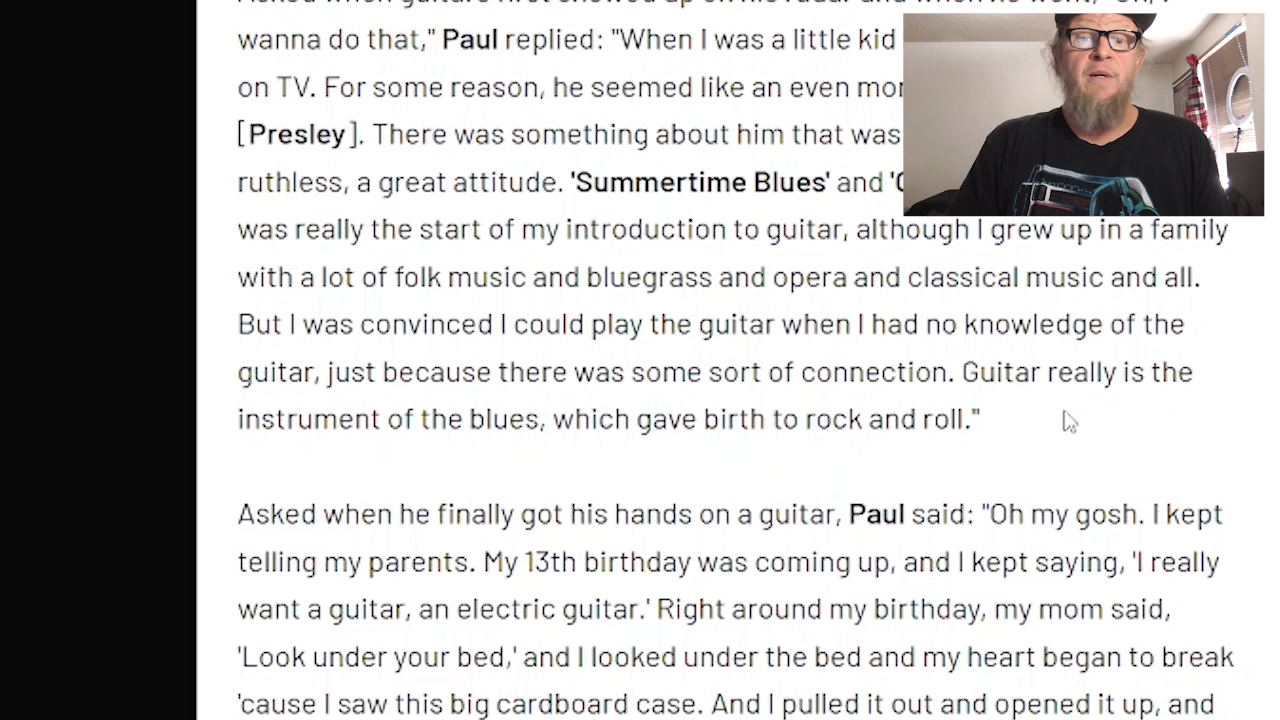 wanna do that," Paul replied: "When I was a little kid
on TV. For some reason, he seemed like an even mor
[Presley]. There was something about him that was
ruthless, a great attitude. 'Summertime Blues' and
was really the start of my introduction to guitar, although I grew up in a family
with a lot of folk music and bluegrass and opera and classical music and all.
But I was convinced I could play the guitar when I had no knowledge of the
guitar, just because there was some sort of connection. Guitar really is the
instrument of the blues, which gave birth to rock and roll."
Asked when he finally got his hands on a guitar, Paul said: "Oh my gosh. I kept
telling my parents. My 13th birthday was coming up, and I kept saying, 'I really
want a guitar, an electric guitar.' Right around my birthday, my mom said,
'Look under your bed,' and I looked under the bed and my heart began to break
'cause I saw this big cardboard case. And I pulled it out and opened it up, and